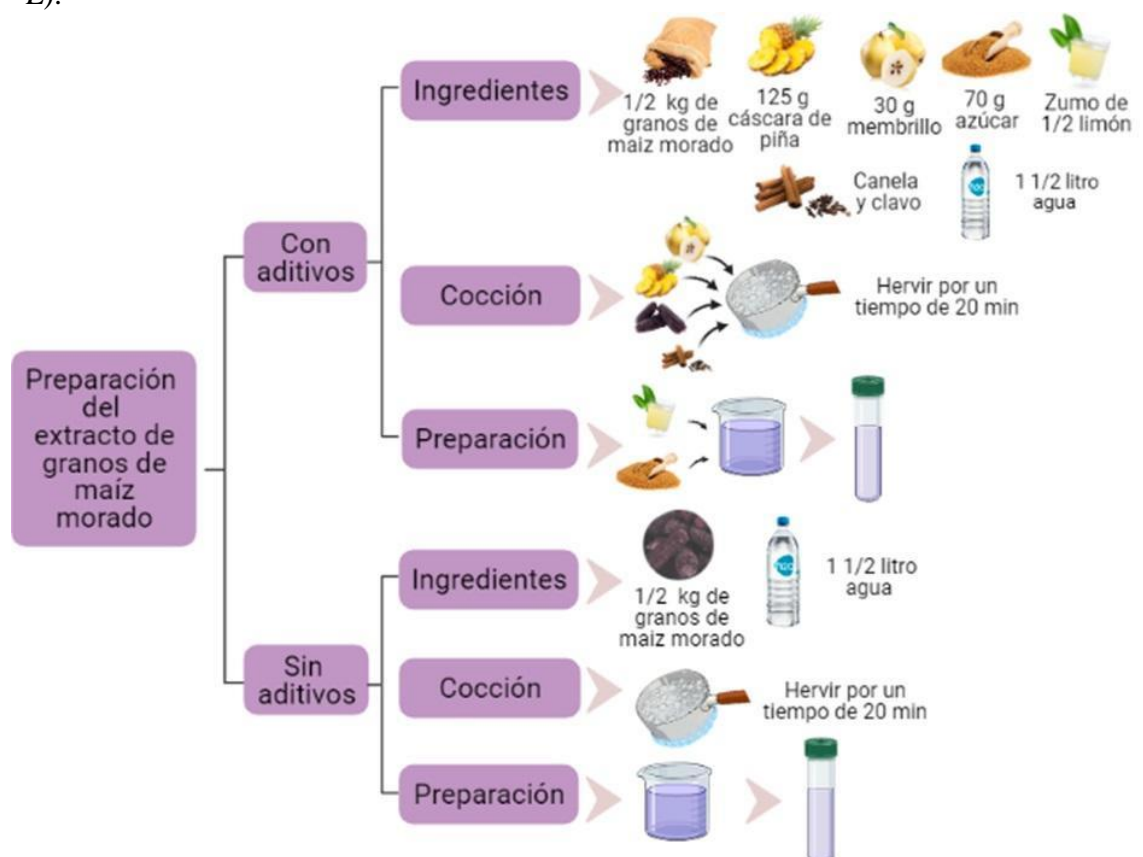 L).
Preparación
del
extracto de
granos de
maíz
morado
Con
aditivos
Ingredientes
1/2 kg de
granos de
maiz morado
125 g
cáscara de
piña
30 g
membrillo
70 g
azúcar
Zumo de
1/2 limón
Canela
y clavo
1 1/2 litro
agua
Cocción
Hervir por un
tiempo de 20 min
Preparación
Sin
aditivos
Ingredientes
1/2 kg de
granos de
maiz morado
1 1/2 litro
agua
Cocción
Hervir por un
tiempo de 20 min
Preparación